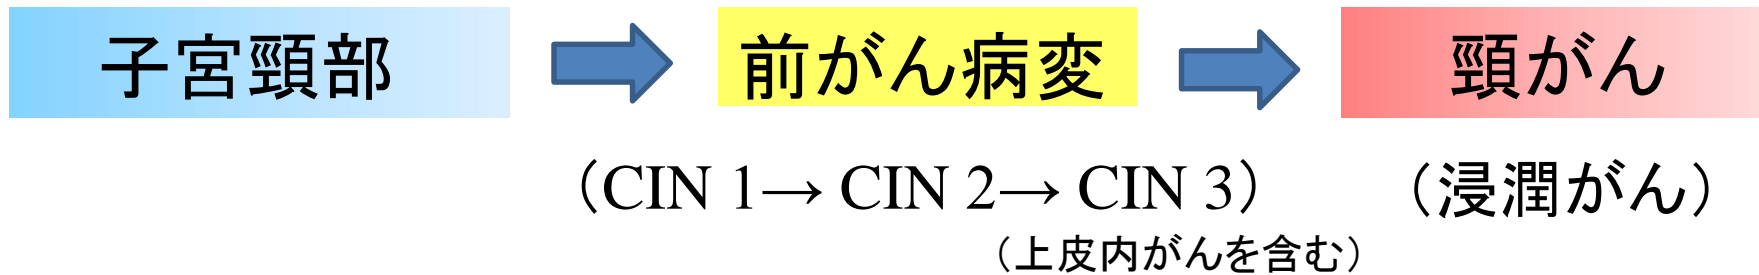 子宮頸部 前がん病変 頸がん
（CIN 1→ CIN 2→ CIN 3） （浸潤がん）
（上皮内がんを含む）